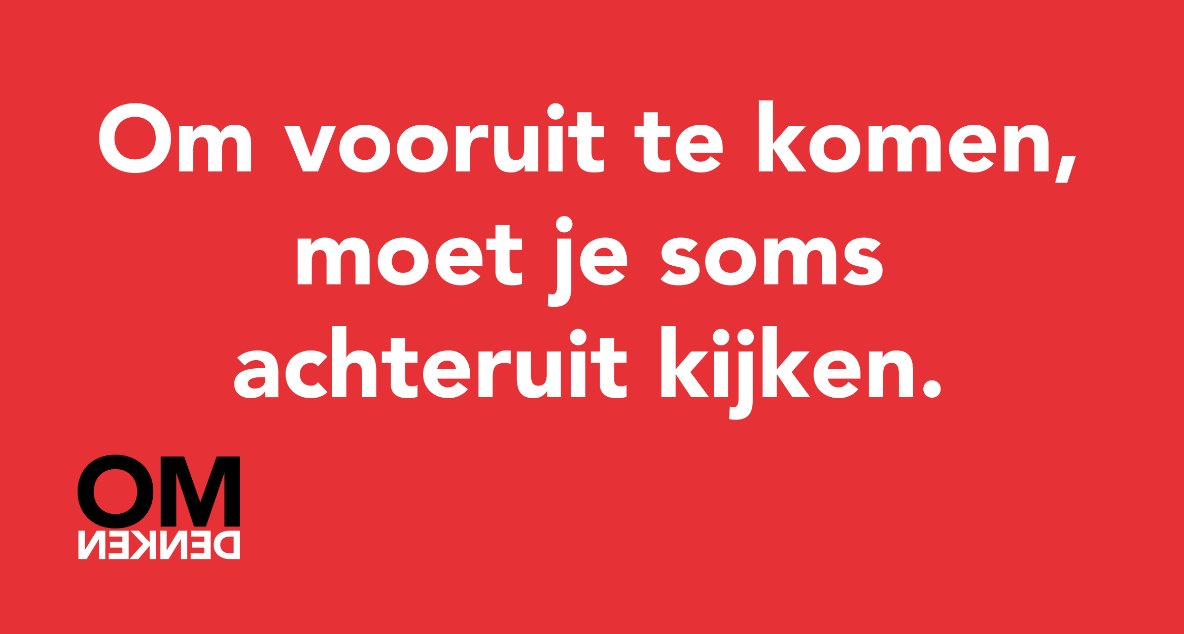 Om vooruit te komen,
moet je soms
achteruit kijken.
OM
DENKEN